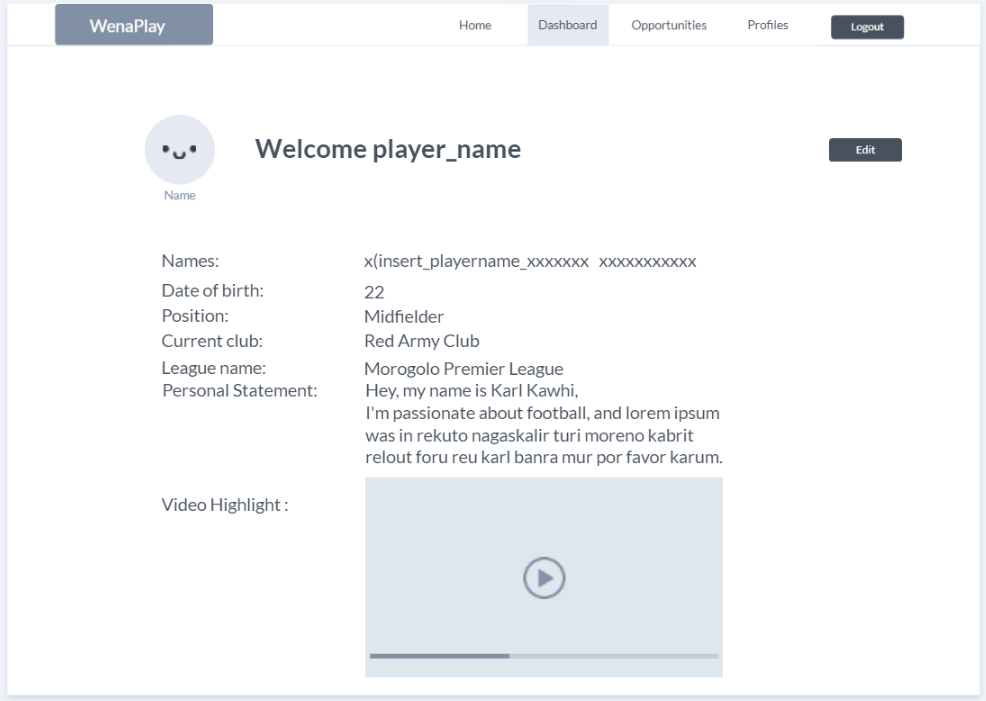 WenaPlay
Home Dashboard Opportunities Profiles Logout
Welcome player_name
Edit
Name
Names: x(insert_playername_xxxxxxx xxxxxxxxxxx
Date of birth: 22
Position: Midfielder
Current club: Red Army Club
League name: Morogolo Premier League
Personal Statement: Hey, my name is Karl Kawhi,
I'm passionate about football, and lorem ipsum
was in rekuto nagaskalir turi moreno kabrit
relout foru reu karl banra mur por favor karum.
Video Highlight :